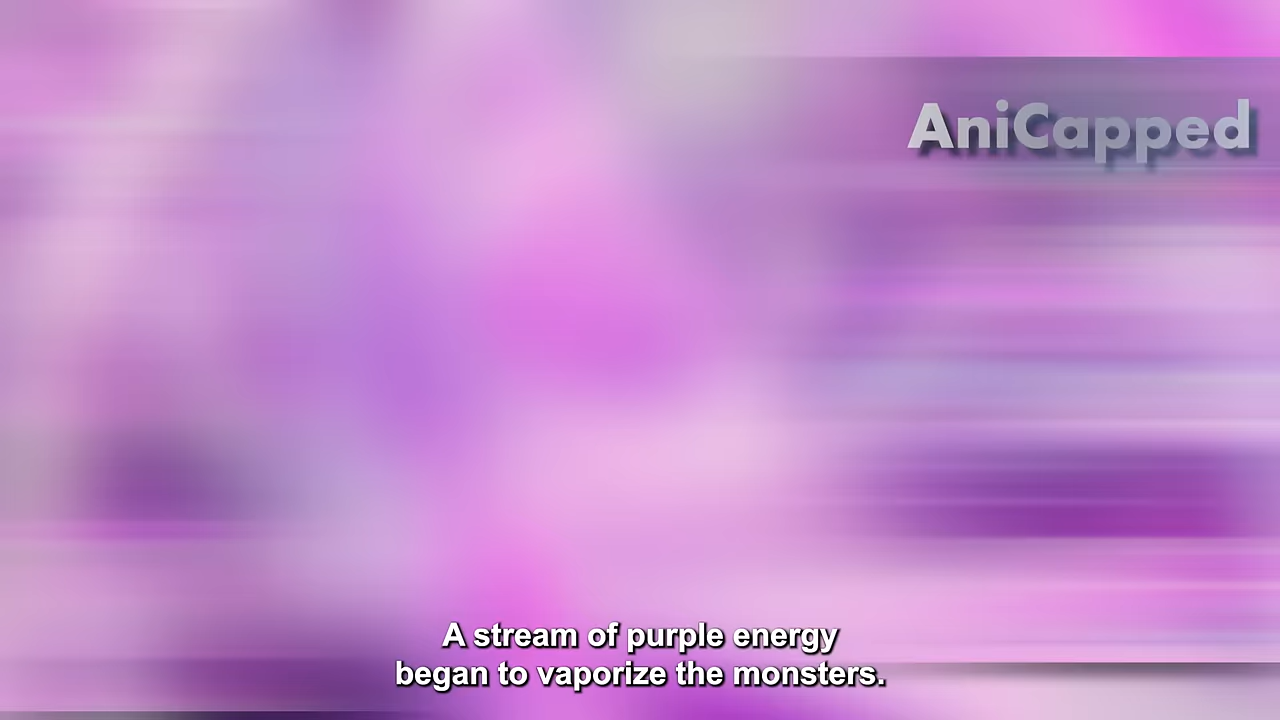 AniCapped
A stream of purple energy
began to vaporize the monsters.